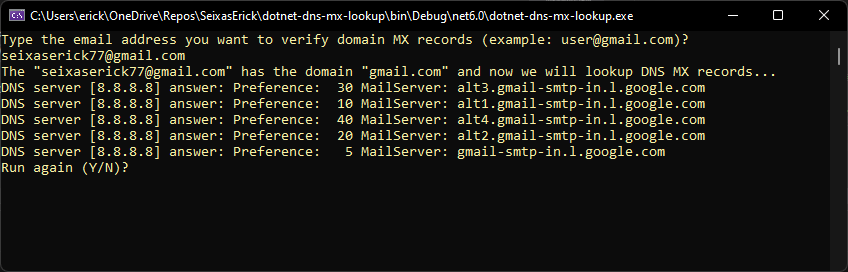 C:\Users\erick\OneDrive\Repos\SeixasErick\dotnet-dns-mx-lookup\bin\Debug\net6.0\dotnet-dns-mx-lookup.exe
Type the email address you want to verify domain MX records (example: user@gmail.com)?
seixaserick77@gmail.com
The "seixaserick77@gmail.com" has the domain "gmail.com" and now we will lookup DNS MX records...
DNS server [8.8.8.8] answer: Preference:  30 MailServer: alt3.gmail-smtp-in.l.google.com
DNS server [8.8.8.8] answer: Preference:  10 MailServer: alt1.gmail-smtp-in.l.google.com
DNS server [8.8.8.8] answer: Preference:  40 MailServer: alt4.gmail-smtp-in.l.google.com
DNS server [8.8.8.8] answer: Preference:  20 MailServer: alt2.gmail-smtp-in.l.google.com
DNS server [8.8.8.8] answer: Preference:   5 MailServer: gmail-smtp-in.l.google.com
Run again (Y/N)?